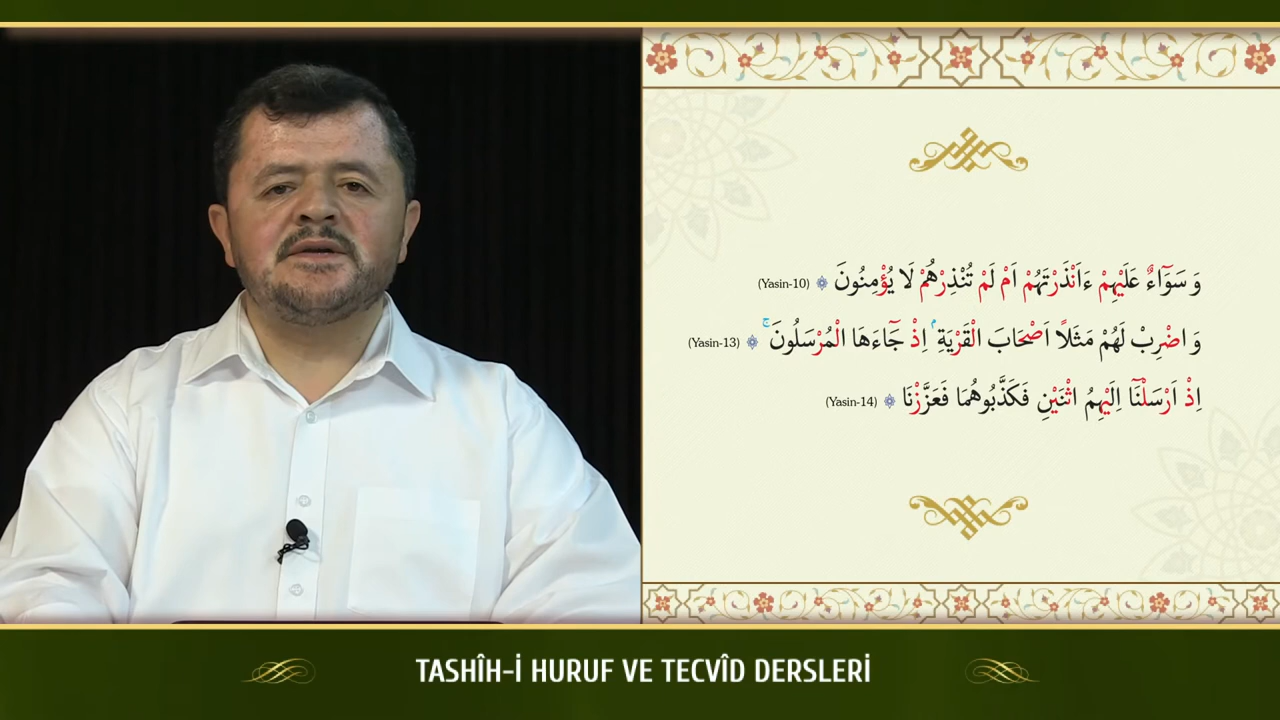 وَ سَوَٓاءٌ عَلَيْهِمْ ءَاَنْذَرْتَهُمْ اَمْ لَمْ تُنْذِرْهُمْ لَا يُؤْمِنُونَ (Yasin-10)
وَ اضْرِبْ لَهُمْ مَثَلًا اَصْحَابَ الْقَرْيَةِ ۢ اِذْ جَٓاءَهَا الْمُرْسَلُونَ ۚ (Yasin-13)
اِذْ اَرْسَلْنَٓا اِلَيْهِمُ اثْنَيْنِ فَكَذَّبُوهُمَا فَعَزَّزْنَا (Yasin-14)
TASHÎH-İ HURUF VE TECVÎD DERSLERİ